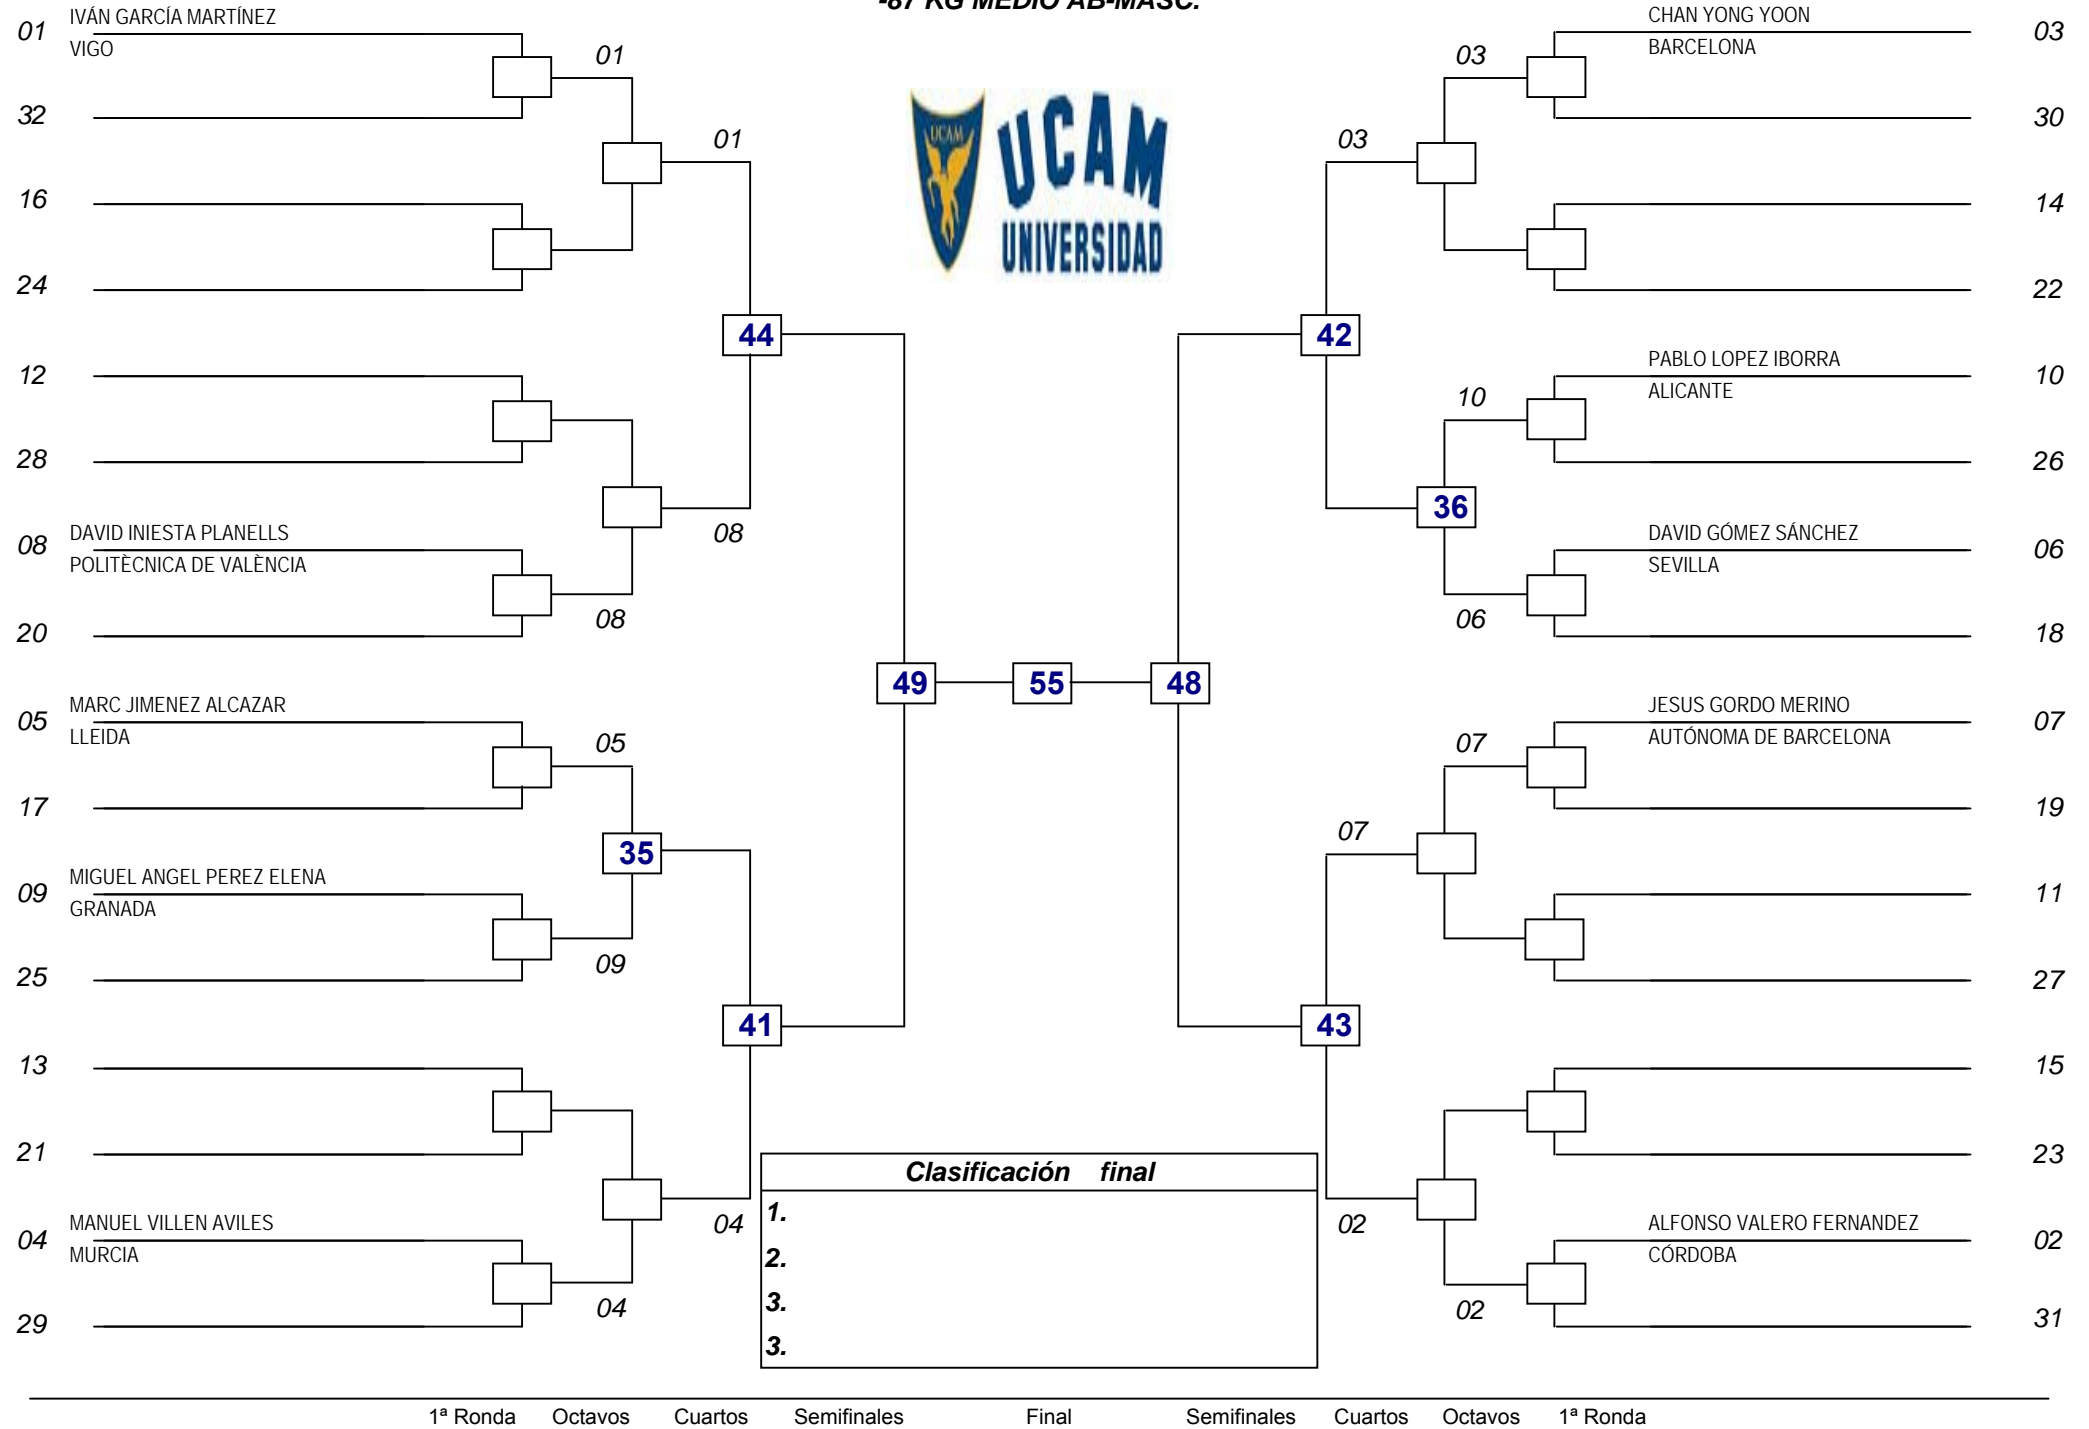 -87 KG MEDIO AB-MASC.
01 IVÁN GARCÍA MARTÍNEZ
VIGO
01
32
01
16
24
12
28
08 DAVID INIESTA PLANELLS
POLITÈCNICA DE VALÈNCIA
08
08
20
05 MARC JIMENEZ ALCAZAR
LLEIDA
05
17
09 MIGUEL ANGEL PEREZ ELENA
GRANADA
09
25
13
21
04 MANUEL VILLEN AVILES
MURCIA
04
04
29
44
35
41
49
55
48
42
36
43
UCAM
UCAM
UNIVERSIDAD
CHAN YONG YOON 03
BARCELONA
03
30
03
14
22
PABLO LOPEZ IBORRA 10
ALICANTE
10
26
DAVID GÓMEZ SÁNCHEZ 06
SEVILLA
06
18
JESUS GORDO MERINO 07
AUTÓNOMA DE BARCELONA
07
19
07
11
27
15
23
02
ALFONSO VALERO FERNANDEZ 02
CÓRDOBA
02
31
Clasificación final
1.
2.
3.
3.
1ª Ronda Octavos Cuartos Semifinales Final Semifinales Cuartos Octavos 1ª Ronda